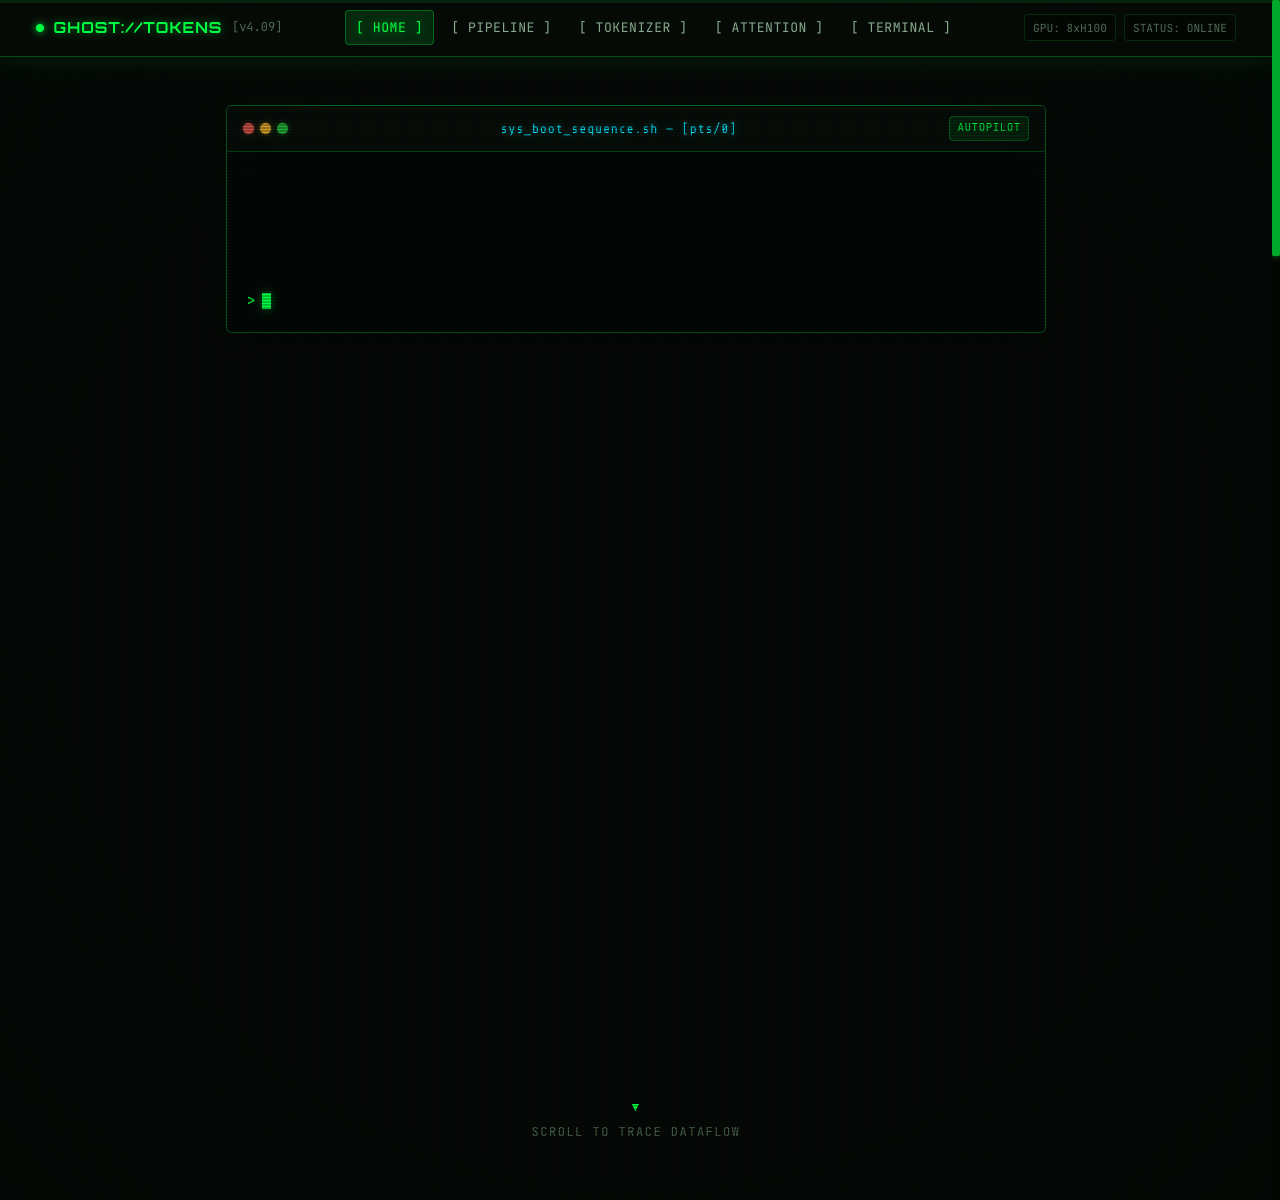 GHOST://TOKENS [v4.09] [ HOME ] [ PIPELINE ] [ TOKENIZER ] [ ATTENTION ] [ TERMINAL ] GPU: 8xH100 STATUS: ONLINE
sys_boot_sequence.sh — [pts/0] AUTOPILOT
>
▼
SCROLL TO TRACE DATAFLOW